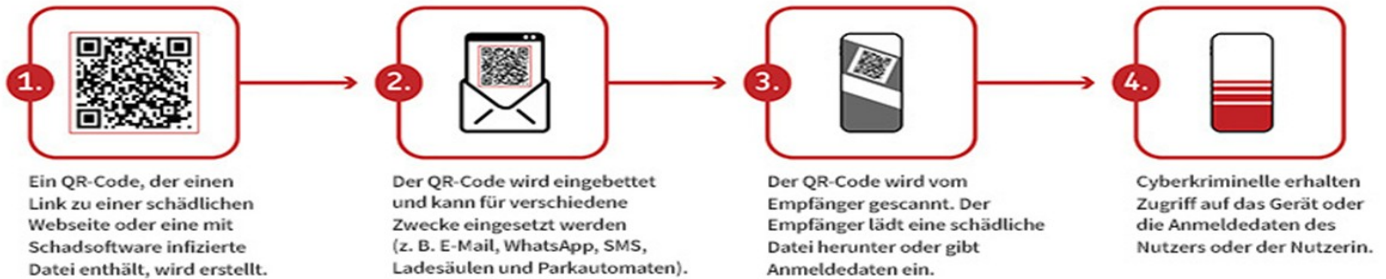 1.
Ein QR-Code, der einen
Link zu einer schädlichen
Webseite oder eine mit
Schadsoftware infizierte
Datei enthält, wird erstellt.
2.
Der QR-Code wird eingebettet
und kann für verschiedene
Zwecke eingesetzt werden
(z. B. E-Mail, WhatsApp, SMS,
Ladesäulen und Parkautomaten).
3.
Der QR-Code wird vom
Empfänger gescannt. Der
Empfänger lädt eine schädliche
Datei herunter oder gibt
Anmeldedaten ein.
4.
Cyberkriminelle erhalten
Zugriff auf das Gerät oder
die Anmeldedaten des
Nutzers oder der Nutzerin.